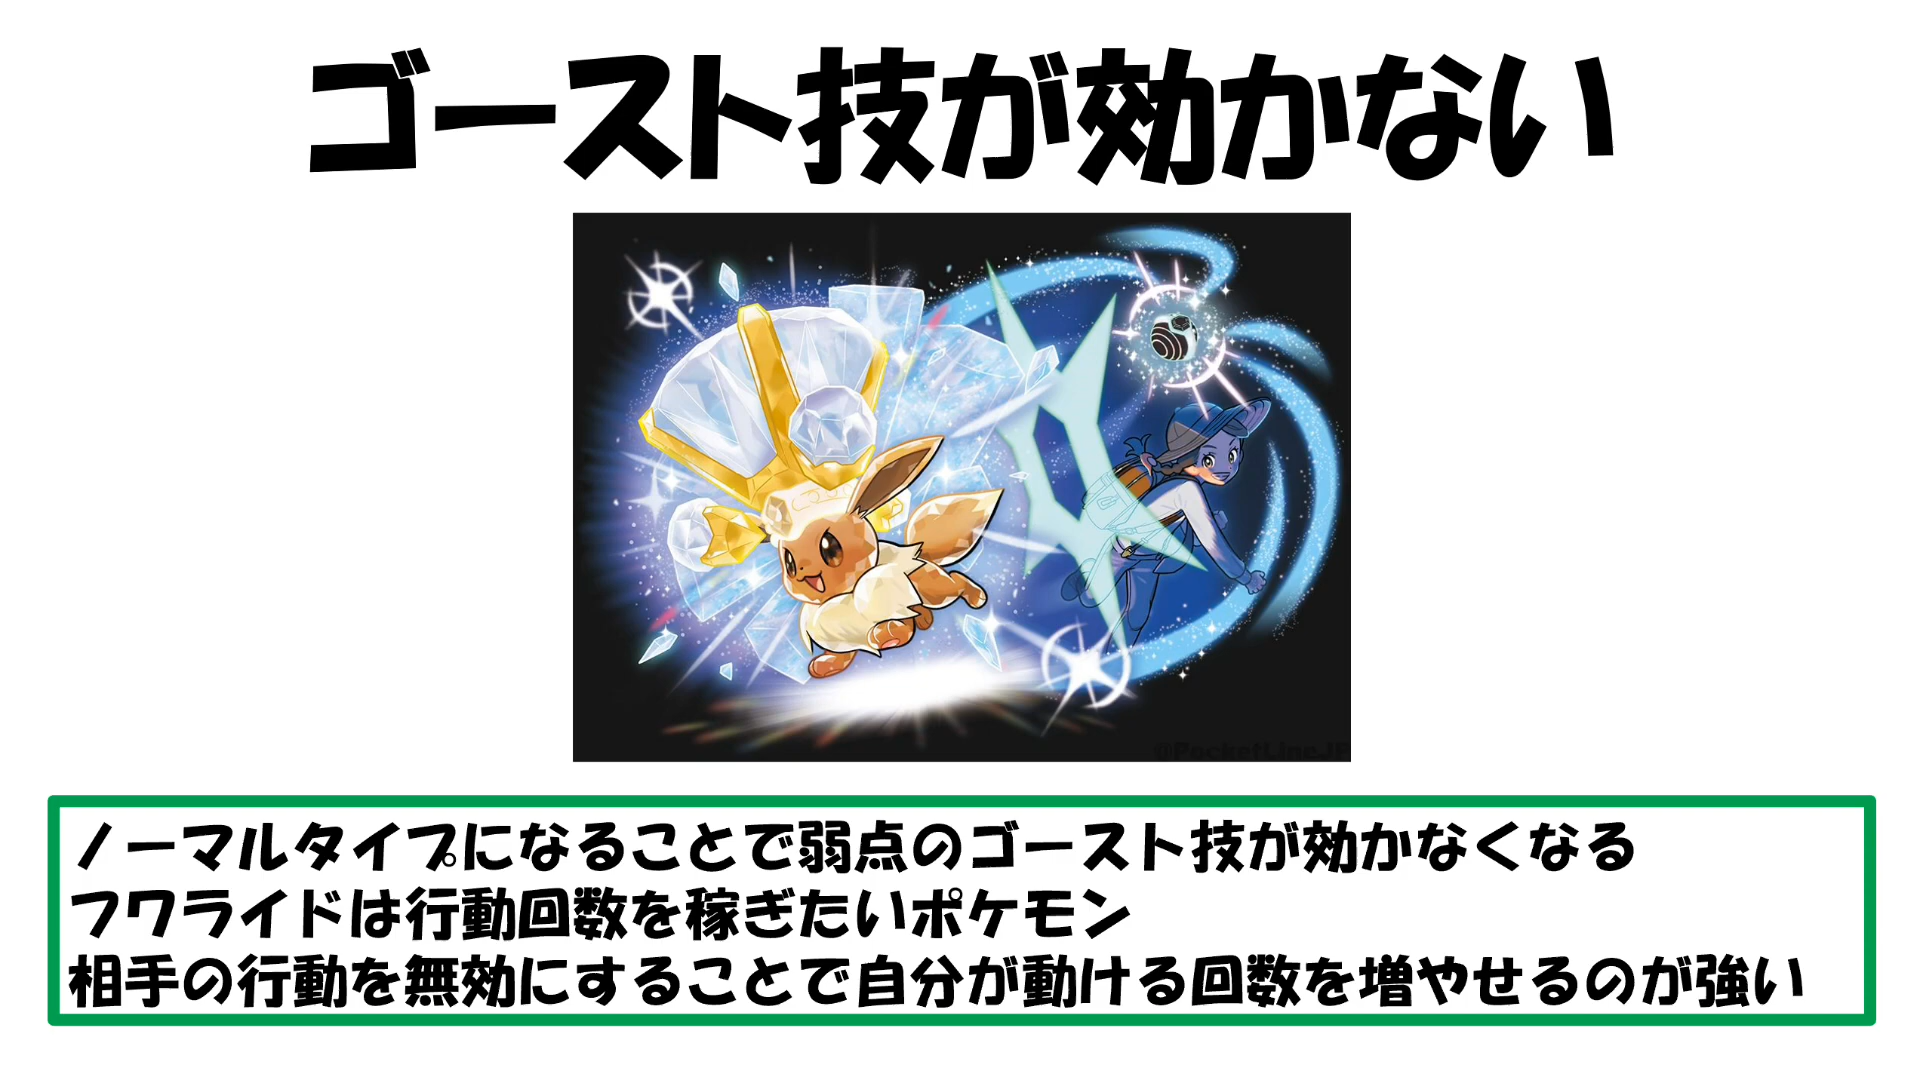 ゴースト技が効かない
@PocketLineJP
ノーマルタイプになることで弱点のゴースト技が効かなくなる
フワライドは行動回数を稼ぎたいポケモン
相手の行動を無効にすることで自分が動ける回数を増やせるのが強い